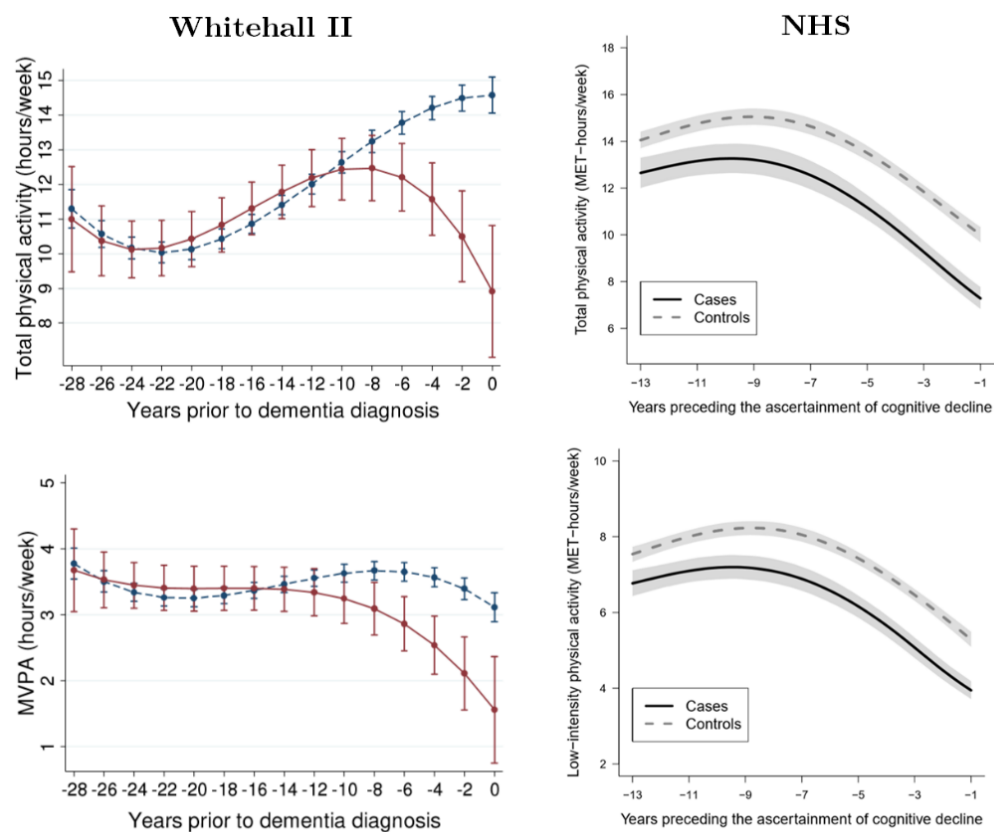 Whitehall II
NHS
Total physical activity (hours/week)
15
14
13
12
11
10
9
8
-28 -26 -24 -22 -20 -18 -16 -14 -12 -10 -8 -6 -4 -2 0
Years prior to dementia diagnosis
Total physical activity (MET−hours/week)
18
16
14
12
10
8
6
Cases
Controls
−13 −11 −9 −7 −5 −3 −1
Years preceding the ascertainment of cognitive decline
MVPA (hours/week)
5
4
3
2
1
-28 -26 -24 -22 -20 -18 -16 -14 -12 -10 -8 -6 -4 -2 0
Years prior to dementia diagnosis
Low−intensity physical activity (MET−hours/week)
10
8
6
4
2
Cases
Controls
−13 −11 −9 −7 −5 −3 −1
Years preceding the ascertainment of cognitive decline